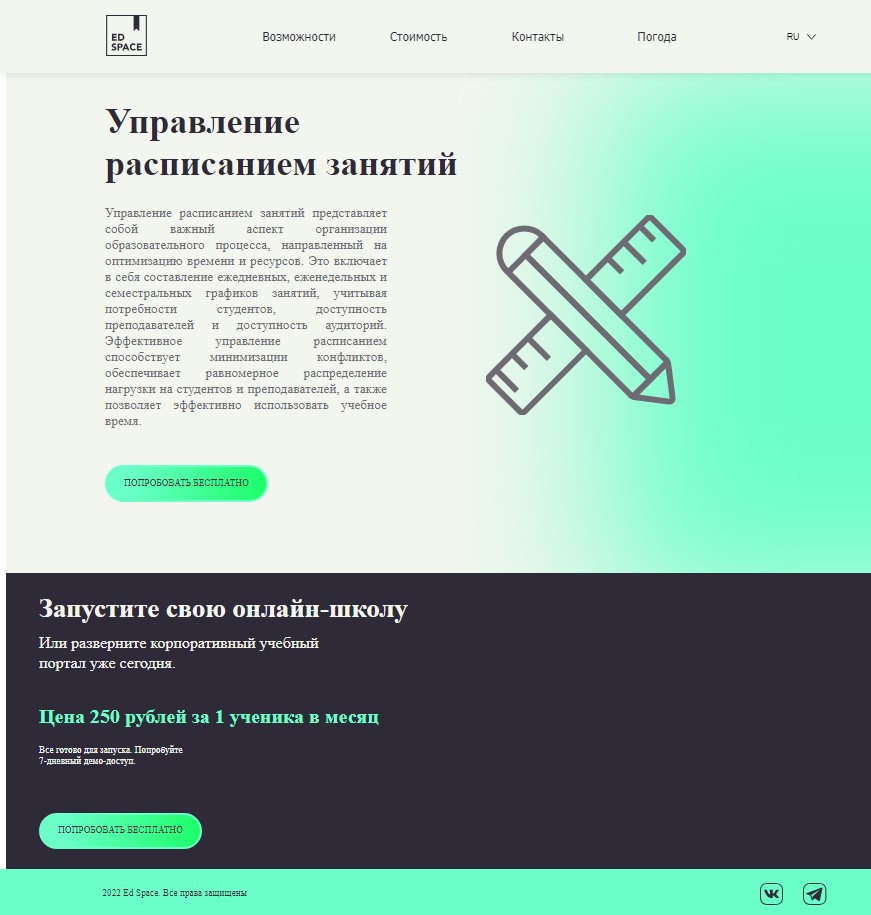 ED
SPACE
Возможности
Стоимость
Контакты
Погода
RU
Управление
расписанием занятий
Управление расписанием занятий представляет
собой важный аспект организации
образовательного процесса, направленный на
оптимизацию времени и ресурсов. Это включает
в себя составление ежедневных, еженедельных и
семестральных графиков занятий, учитывая
потребности студентов, доступность
преподавателей и доступность аудиторий.
Эффективное управление расписанием
способствует минимизации конфликтов,
обеспечивает равномерное распределение
нагрузки на студентов и преподавателей, а также
позволяет эффективно использовать учебное
время.
ПОПРОБОВАТЬ БЕСПЛАТНО
Запустите свою онлайн-школу
Или разверните корпоративный учебный
портал уже сегодня.
Цена 250 рублей за 1 ученика в месяц
Все готово для запуска. Попробуйте
7-дневный демо-доступ.
ПОПРОБОВАТЬ БЕСПЛАТНО
2022 Ed Space. Все права защищены